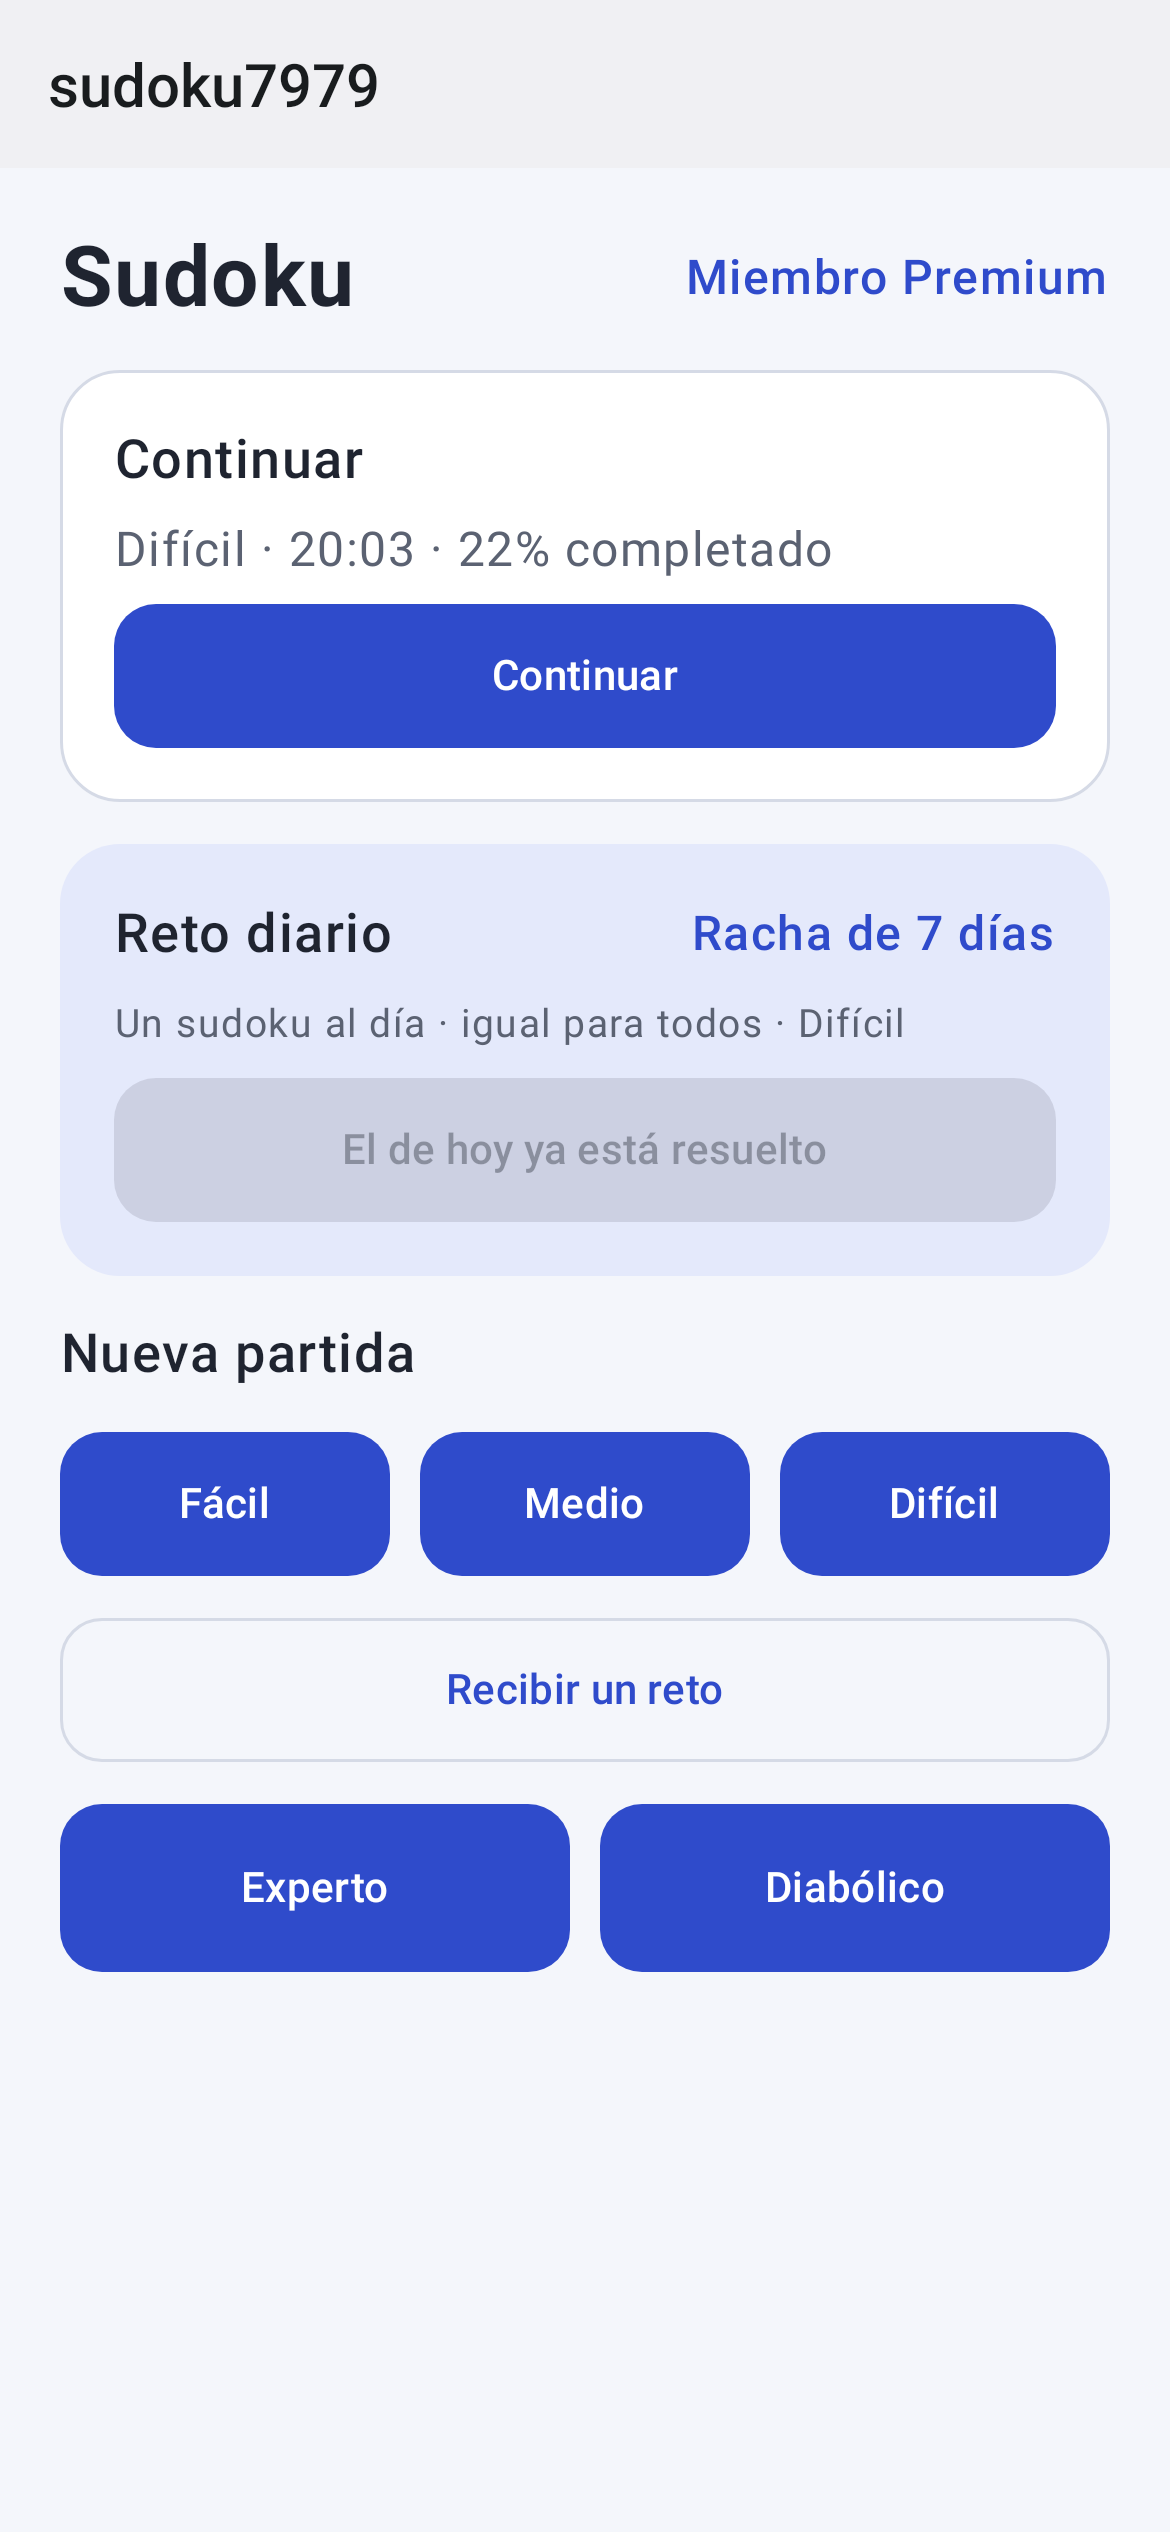 sudoku7979
Sudoku
Miembro Premium
Continuar
Difícil · 20:03 · 22% completado
Continuar
Reto diario
Racha de 7 días
Un sudoku al día · igual para todos · Difícil
El de hoy ya está resuelto
Nueva partida
Fácil
Medio
Difícil
Recibir un reto
Experto
Diabólico